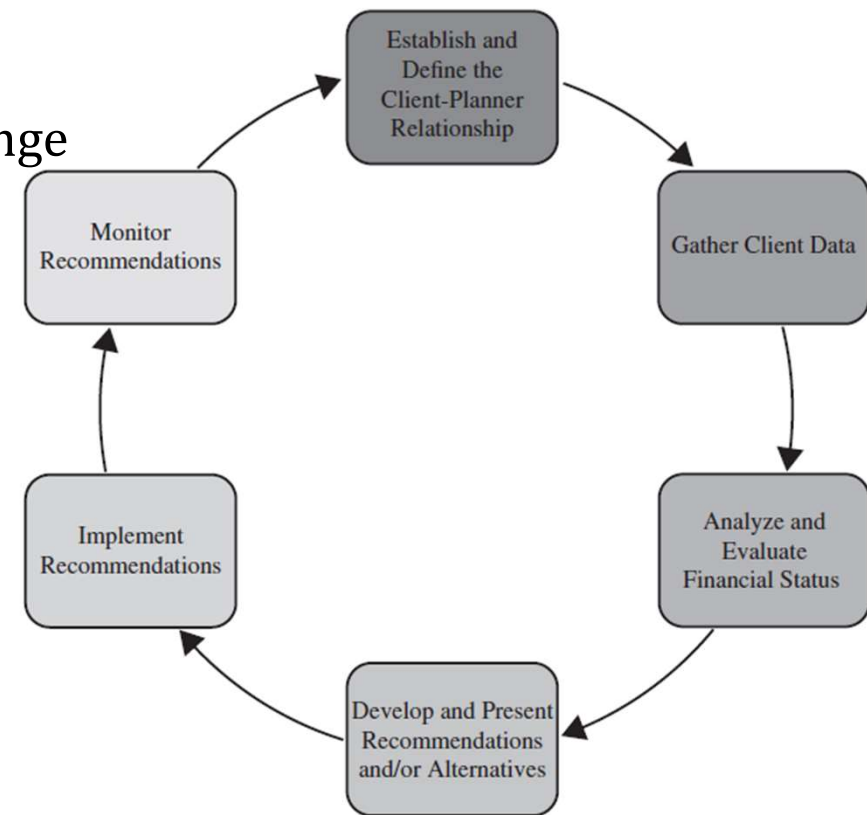 Establish and
Define the
Client-Planner
Relationship
Gather Client Data
Analyze and
Evaluate
Financial Status
Develop and Present
Recommendations
and/or Alternatives
Implement
Recommendations
Monitor
Recommendations